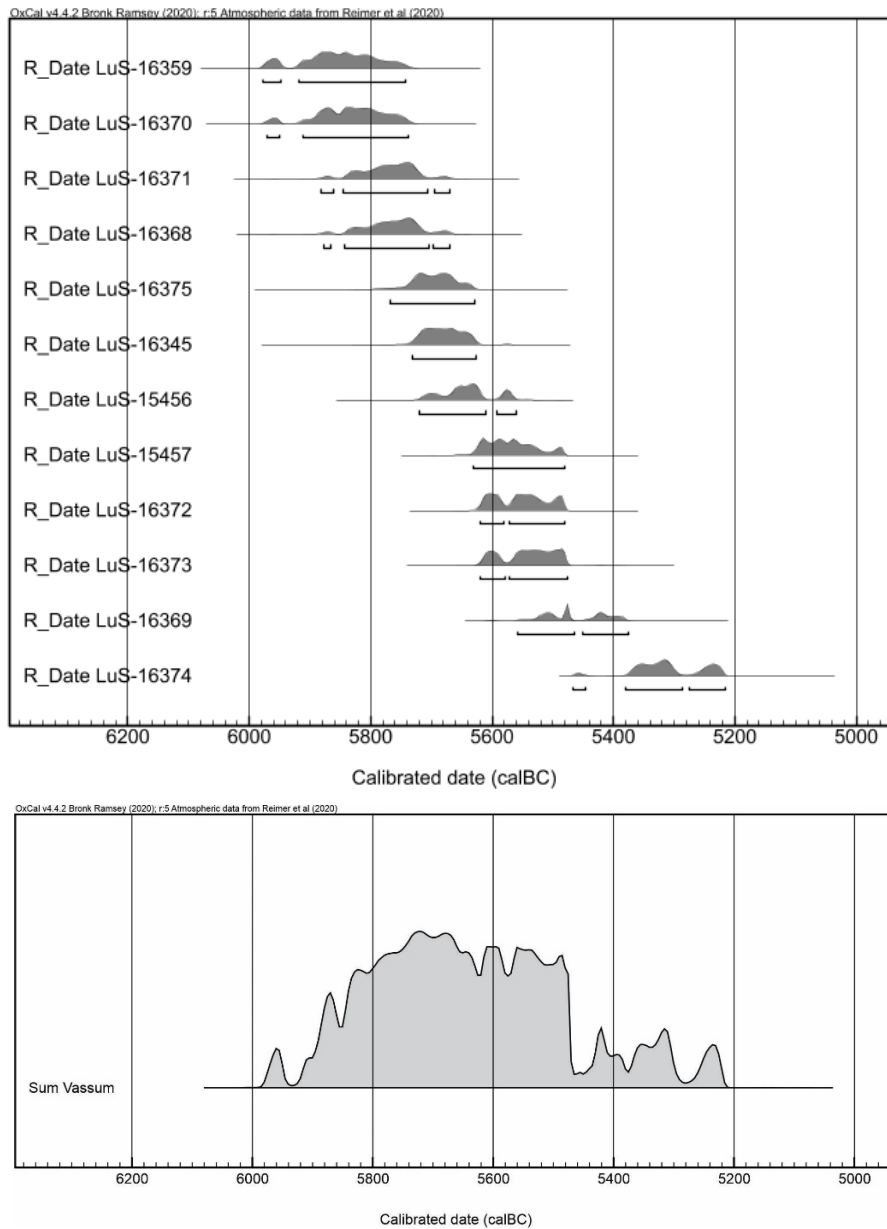 OxCal v4.4.2 Bronk Ramsey (2020); r:5 Atmospheric data from Reimer et al (2020)
R_Date LuS-16359
R_Date LuS-16370
R_Date LuS-16371
R_Date LuS-16368
R_Date LuS-16375
R_Date LuS-16345
R_Date LuS-15456
R_Date LuS-15457
R_Date LuS-16372
R_Date LuS-16373
R_Date LuS-16369
R_Date LuS-16374
6200 6000 5800 5600 5400 5200 5000
Calibrated date (calBC)
OxCal v4.4.2 Bronk Ramsey (2020); r:5 Atmospheric data from Reimer et al (2020)
Sum Vassum
6200 6000 5800 5600 5400 5200 5000
Calibrated date (calBC)